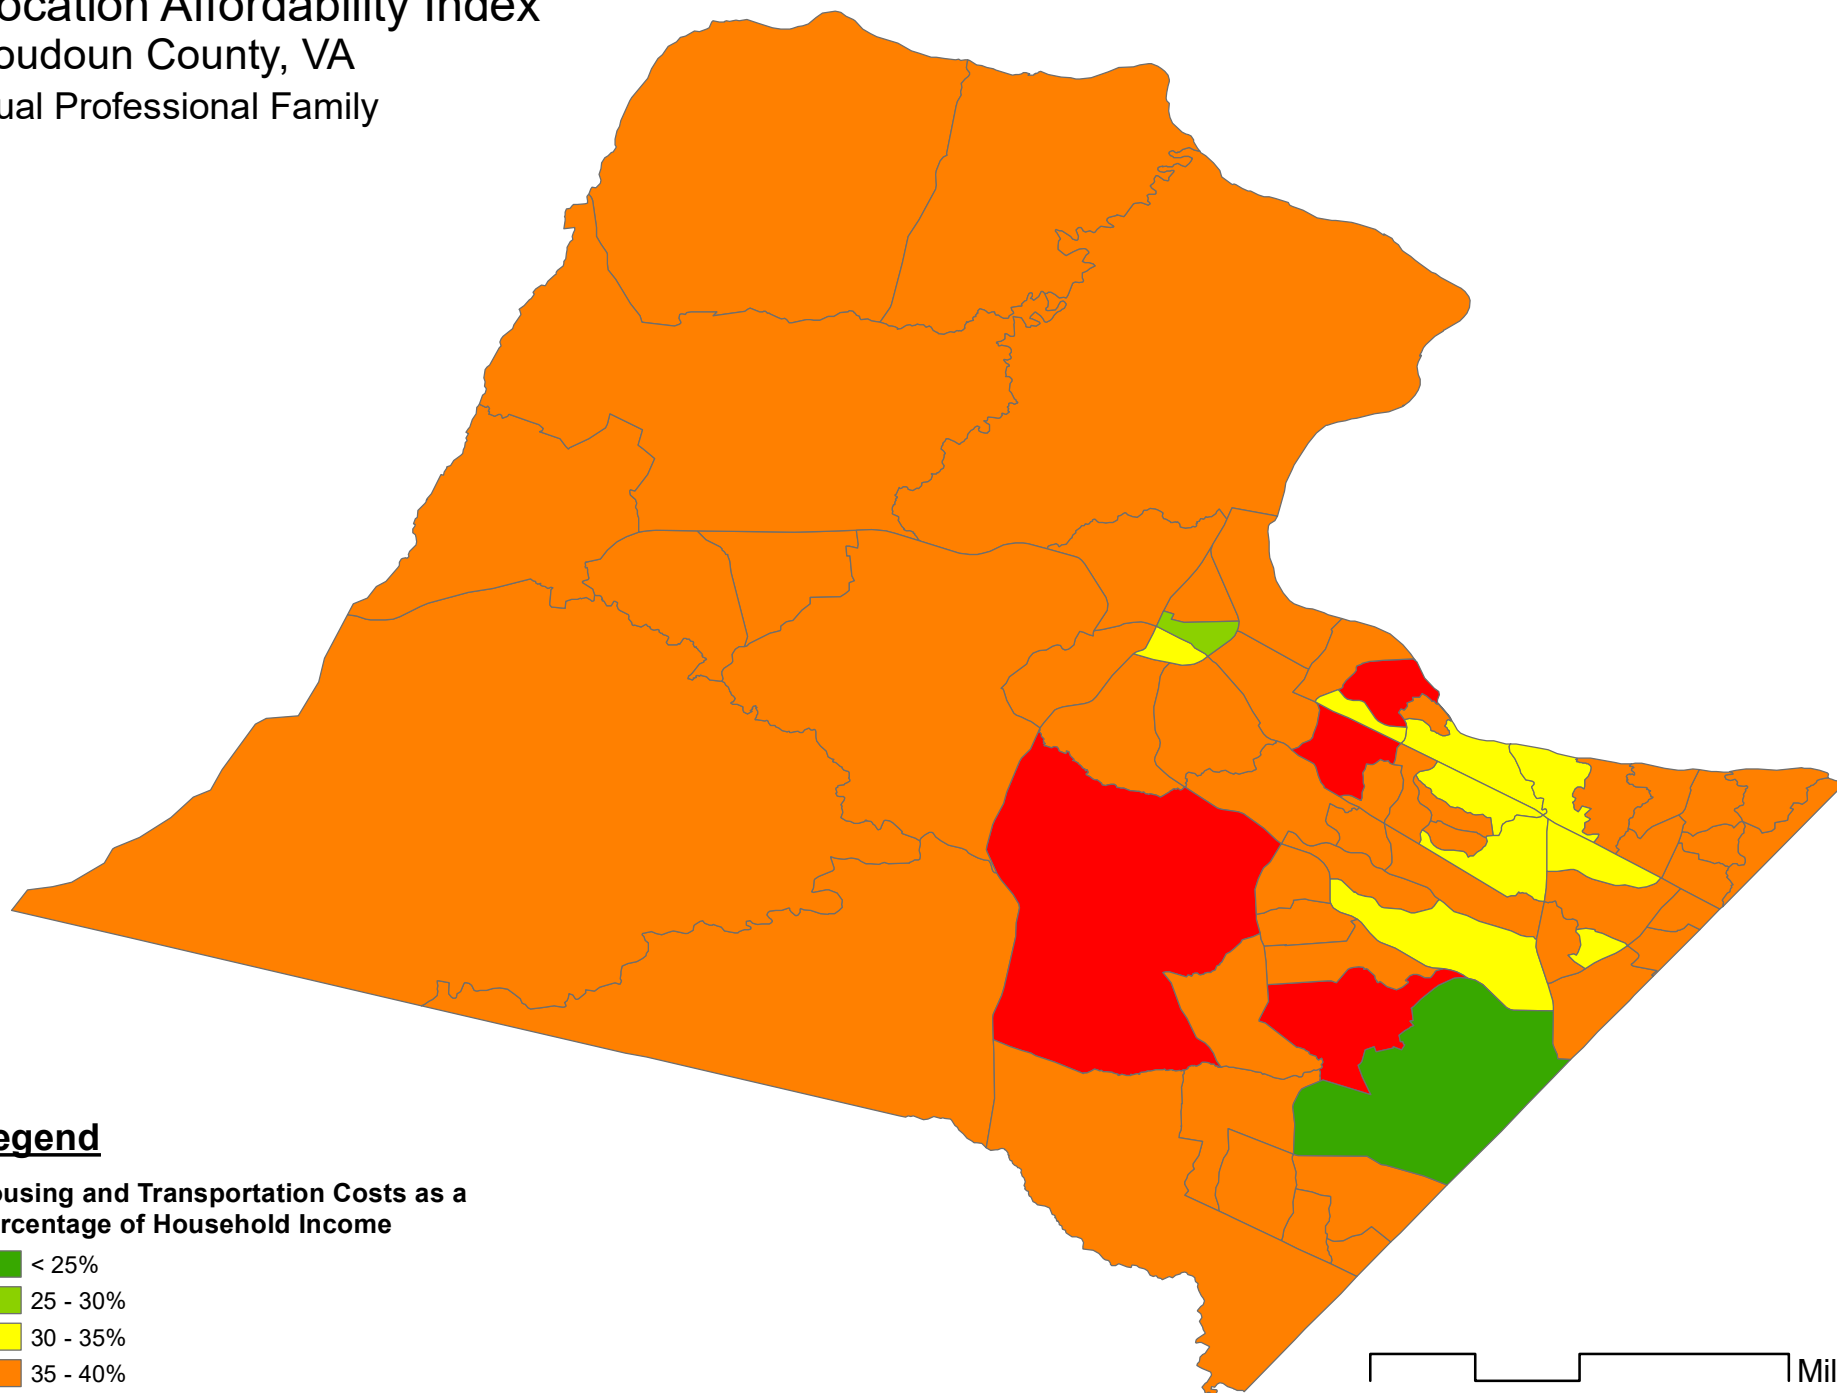 ocation Affordability Index
oudoun County, VA
ual Professional Family
egend
ousing and Transportation Costs as a
rcentage of Household Income
< 25%
25 - 30%
30 - 35%
35 - 40%
Mil